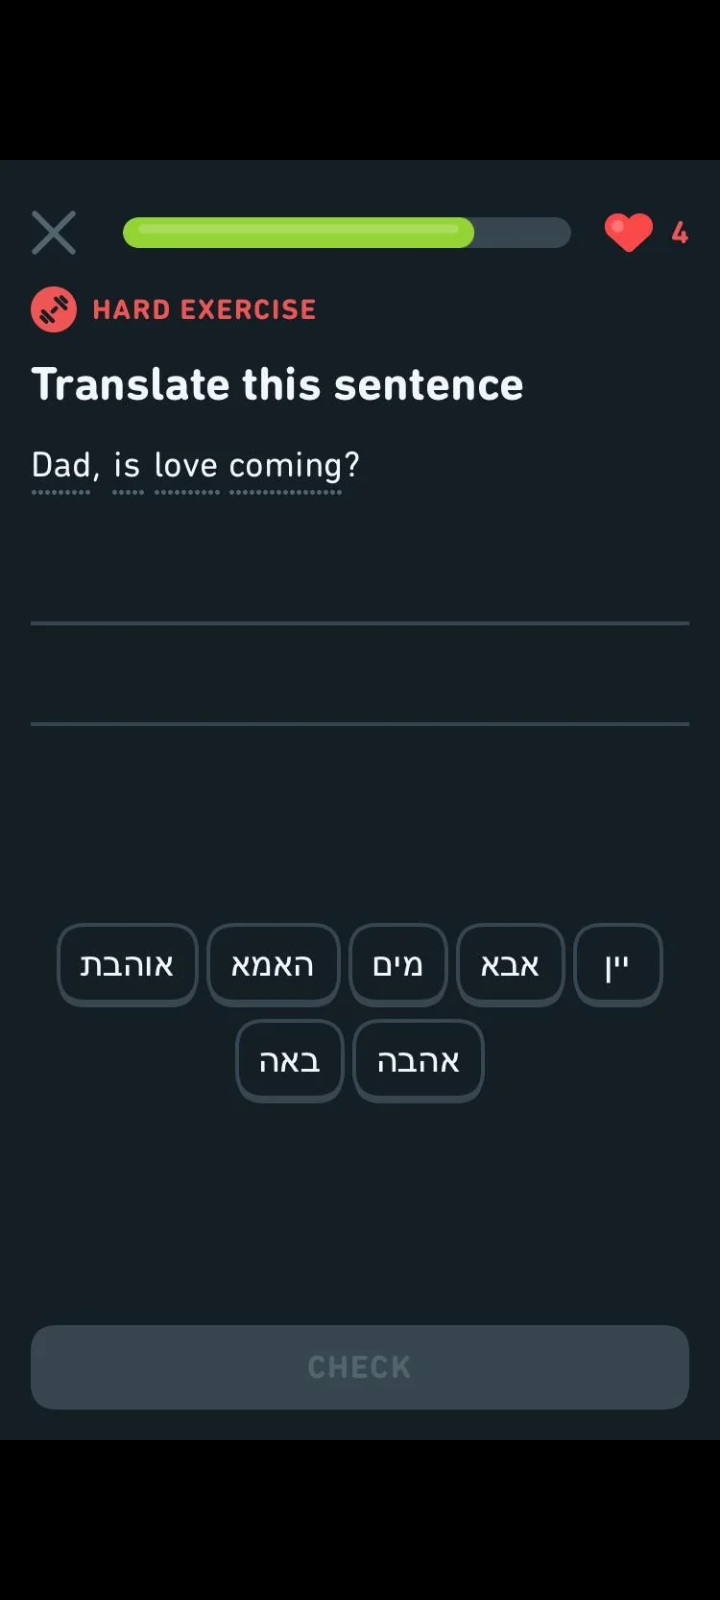 4
HARD EXERCISE
Translate this sentence
Dad, is love coming?
יין אבא מים האמא אוהבת
אהבה באה
CHECK